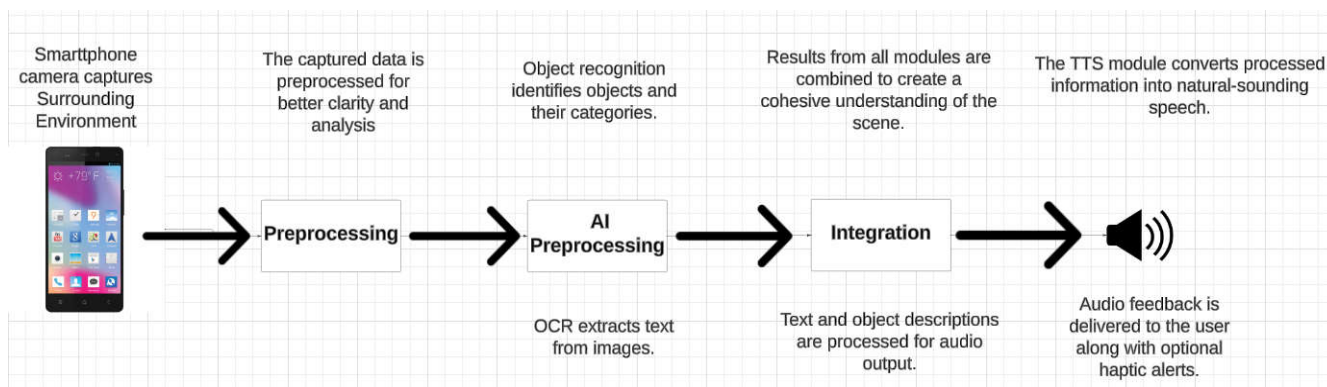 Smarttphone
camera captures
Surrounding
Environment
The captured data is
preprocessed for
better clarity and
analysis
Object recognition
identifies objects and
their categories.
Results from all modules are
combined to create a
cohesive understanding of the
scene.
The TTS module converts processed
information into natural-sounding
speech.
+79°F
Preprocessing
AI
Preprocessing
Integration
OCR extracts text
from images.
Text and object descriptions
are processed for audio
output.
Audio feedback is
delivered to the user
along with optional
haptic alerts.